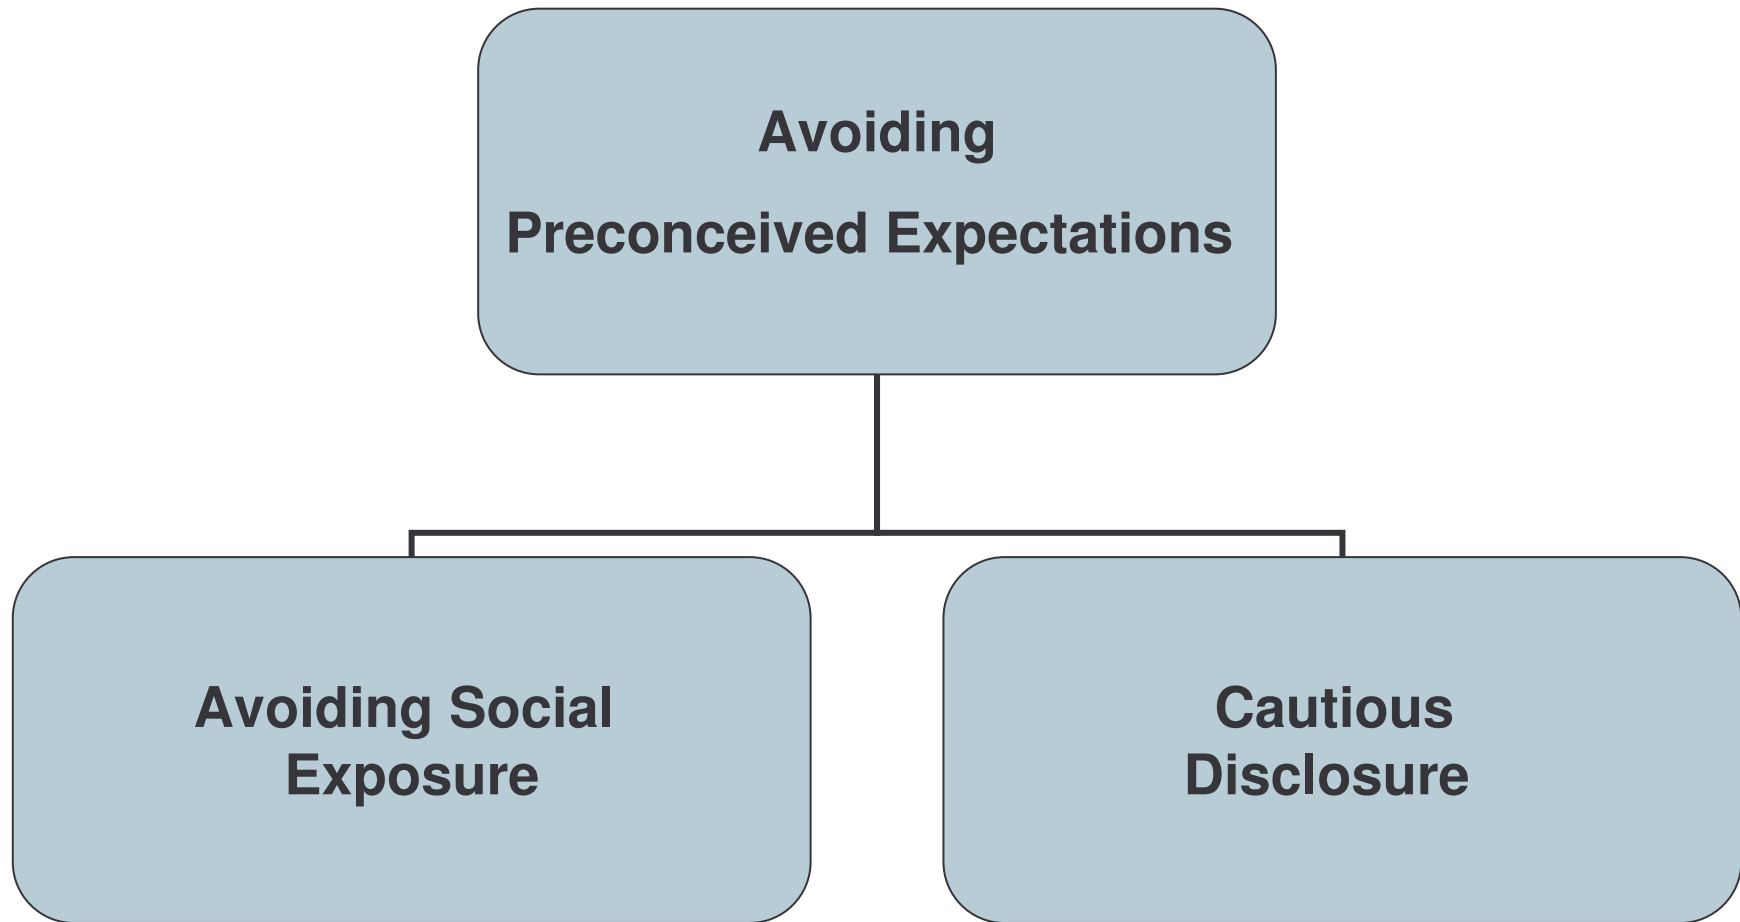 Avoiding
Preconceived Expectations
Avoiding Social
Exposure
Cautious
Disclosure